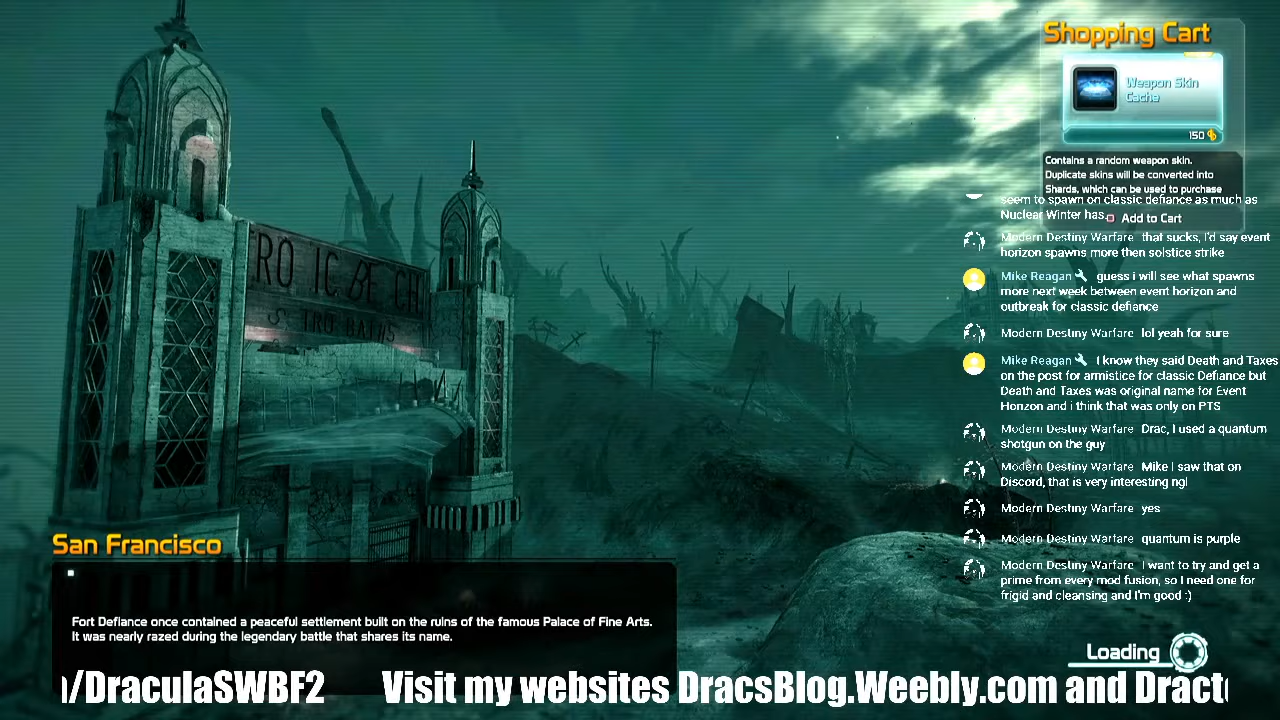 Shopping Cart
Weapon Skin
Cache
150
Contains a random weapon skin.
Duplicate skins will be converted into
Shards, which can be used to purchase
Add to Cart
seem to spawn on classic defiance as much as
Nuclear Winter has.
Modern Destiny Warfare that sucks, I'd say event
horizon spawns more then solstice strike
Mike Reagan guess i will see what spawns
more next week between event horizon and
outbreak for classic defiance
Modern Destiny Warfare lol yeah for sure
Mike Reagan I know they said Death and Taxes
on the post for armistice for classic Defiance but
Death and Taxes was original name for Event
Horizon and i think that was only on PTS
Modern Destiny Warfare Drac, I used a quantum
shotgun on the guy
Modern Destiny Warfare Mike I saw that on
Discord, that is very interesting ng!
Modern Destiny Warfare yes
Modern Destiny Warfare quantum is purple
Modern Destiny Warfare I want to try and get a
prime from every mod fusion, so I need one for
frigid and cleansing and I'm good :)
RO IC BE CH
S TRO BATHS
San Francisco
Fort Defiance once contained a peaceful settlement built on the ruins of the famous Palace of Fine Arts.
It was nearly razed during the legendary battle that shares its name.
Loading
/DraculaSWBF2 Visit my websites DracsBlog.Weebly.com and Dract